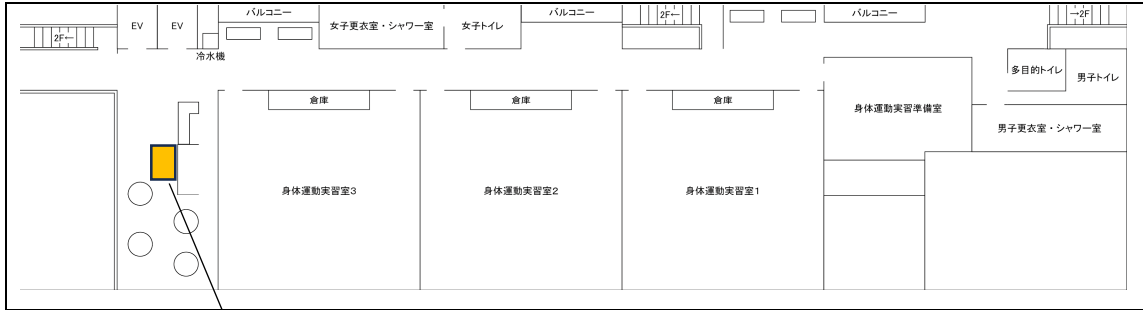 EV
EV
バルコニー
女子更衣室・シャワー室
女子トイレ
バルコニー
2F←
バルコニー
→2F
2F←
冷水機
多目的トイレ
男子トイレ
倉庫
倉庫
倉庫
身体運動実習準備室
男子更衣室・シャワー室
身体運動実習室3
身体運動実習室2
身体運動実習室1